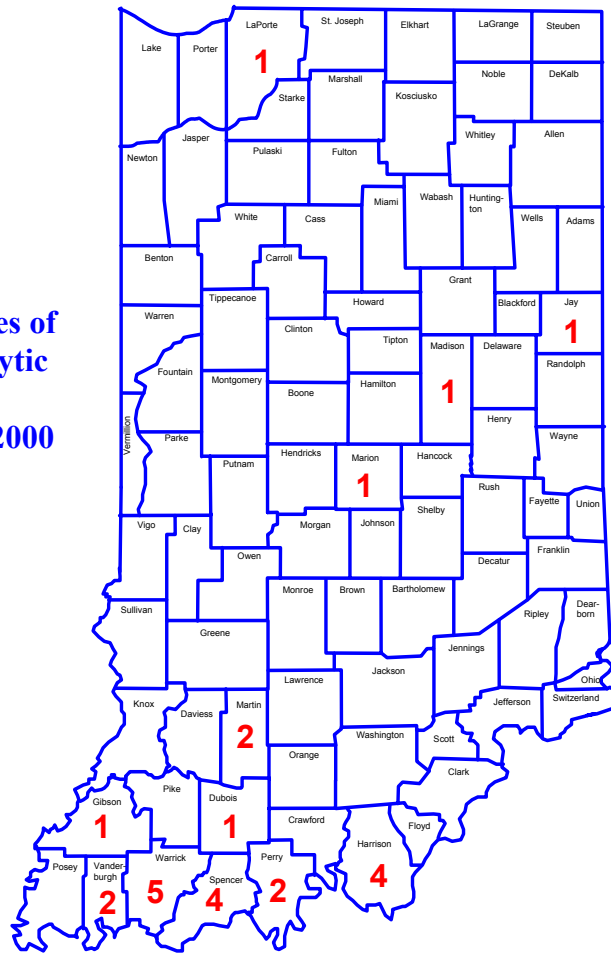 LaPorte
St. Joseph
Elkhart
LaGrange
Steuben
Lake
Porter
1
Noble
DeKalb
Marshall
Starke
Kosciusko
Jasper
Whitley
Allen
Newton
Pulaski
Fulton
Miami
Wabash
Hunting-
ton
White
Cass
Wells
Adams
Benton
Carroll
Grant
Tippecanoe
Howard
Blackford
Jay
1
Warren
es of
Clinton
Tipton
Madison
Delaware
ytic
Randolph
Fountain
Montgomery
Boone
Hamilton
1
Henry
2000
Vermillion
Parke
Wayne
Putnam
Hendricks
Marion
1
Hancock
Rush
Fayette
Union
Shelby
Vigo
Clay
Morgan
Johnson
Franklin
Owen
Decatur
Monroe
Brown
Bartholomew
Sullivan
Ripley
Dear-
born
Greene
Jennings
Lawrence
Jackson
Ohio
Knox
Daviess
Martin
2
Jefferson
Switzerland
Washington
Scott
Orange
Clark
Pike
Dubois
1
Gibson
1
Crawford
Floyd
Harrison
4
Posey
Vander-
burgh
2
Warrick
5
Spencer
4
Perry
2